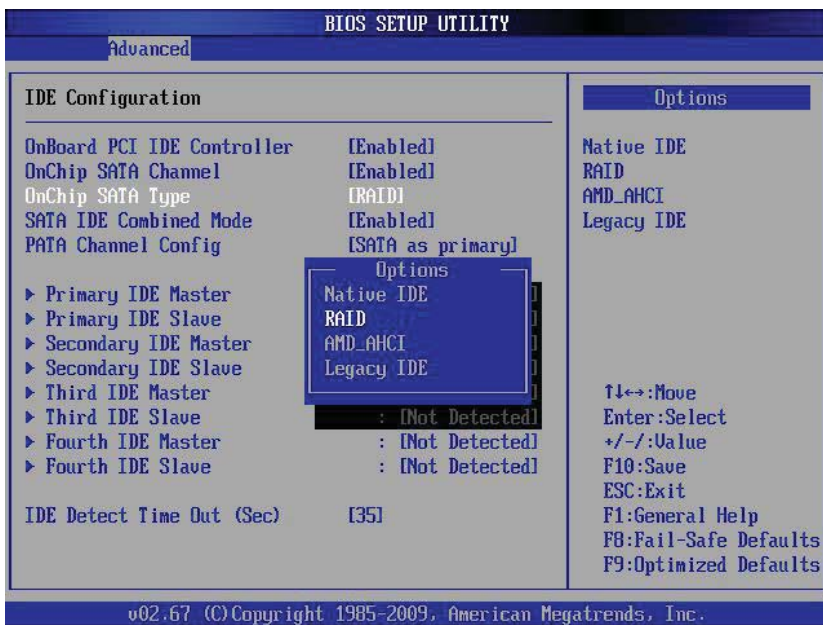 BIOS SETUP UTILITY
Advanced
IDE Configuration
OnBoard PCI IDE Controller [Enabled]
OnChip SATA Channel [Enabled]
OnChip SATA Type [RAID]
SATA IDE Combined Mode [Enabled]
PATA Channel Config [SATA as primary]
Primary IDE Master
Primary IDE Slave
Secondary IDE Master
Secondary IDE Slave
Third IDE Master
Third IDE Slave : [Not Detected]
Fourth IDE Master : [Not Detected]
Fourth IDE Slave : [Not Detected]
IDE Detect Time Out (Sec) [35]
Options
Native IDE
RAID
AMD_AHCI
Legacy IDE
Options
Native IDE
RAID
AMD_AHCI
Legacy IDE
↑↓↔:Move
Enter:Select
+/-/:Value
F10:Save
ESC:Exit
F1:General Help
F8:Fail-Safe Defaults
F9:Optimized Defaults
v02.67 (C)Copyright 1985-2009, American Megatrends, Inc.